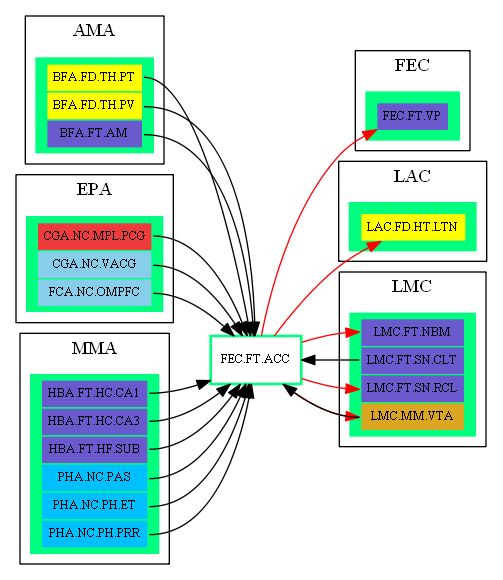 AMA
BFA.FD.TH.PT
BFA.FD.TH.PV
BFA.FT.AM
EPA
CGA.NC.MPL.PCG
CGA.NC.VACG
FCA.NC.OMPFC
MMA
HBA.FT.HC.CA1
HBA.FT.HC.CA3
HBA.FT.HF.SUB
PHA.NC.PAS
PHA.NC.PH.ET
PHA.NC.PH.PRR
FEC.FT.ACC
FEC
FEC.FT.VP
LAC
LAC.FD.HT.LTN
LMC
LMC.FT.NBM
LMC.FT.SN.CLT
LMC.FT.SN.RCL
LMC.MM.VTA